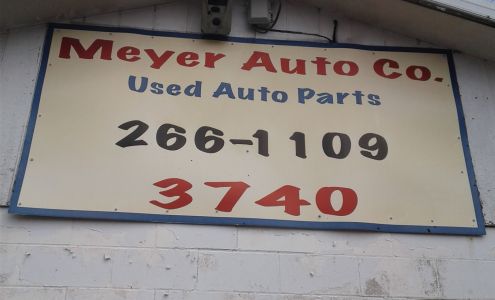 Meyer Auto Co.
Used Auto Parts
266-1109
3740